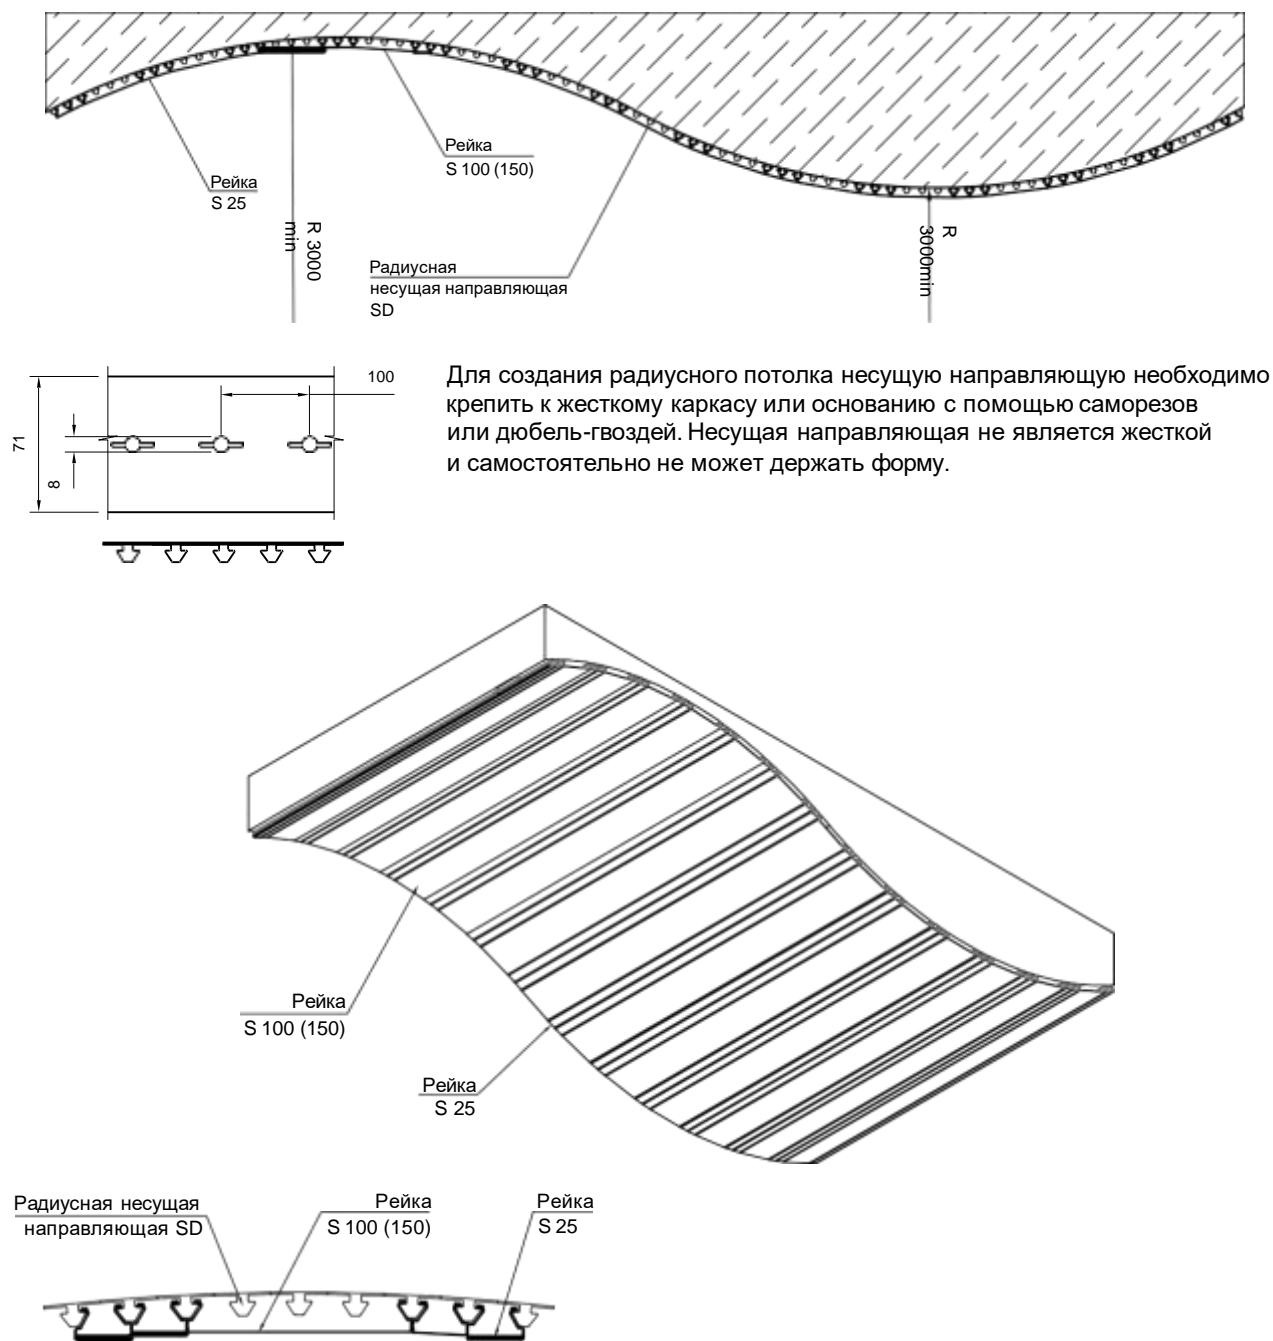 Рейка
S 100 (150)
Рейка
S 25
R 3000
min
R
3000min
Радиусная
несущая направляющая
SD
100
71
8
Для создания радиусного потолка несущую направляющую необходимо
крепить к жесткому каркасу или основанию с помощью саморезов
или дюбель-гвоздей. Несущая направляющая не является жесткой
и самостоятельно не может держать форму.
Рейка
S 100 (150)
Рейка
S 25
Радиусная несущая
направляющая SD
Рейка
S 100 (150)
Рейка
S 25